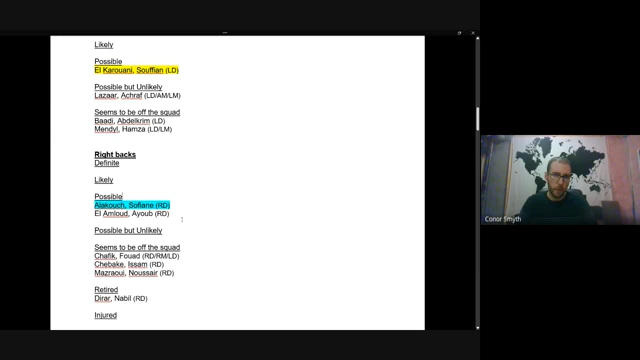 Likely
Possible
El Karouani, Souffian (LD)
Possible but Unlikely
Lazaar, Achraf (LD/AM/LM)
Seems to be off the squad
Baadi, Abdelkrim (LD)
Mendyl, Hamza (LD/LM)
Right backs
Definite
Likely
Possible
Alakouch, Sofiane (RD)
El Amloud, Ayoub (RD)
Possible but Unlikely
Seems to be off the squad
Chafik, Fouad (RD/RM/LD)
Chebake, Issam (RD)
Mazraoui, Noussair (RD)
Retired
Dirar, Nabil (RD)
Injured
Conor Smyth